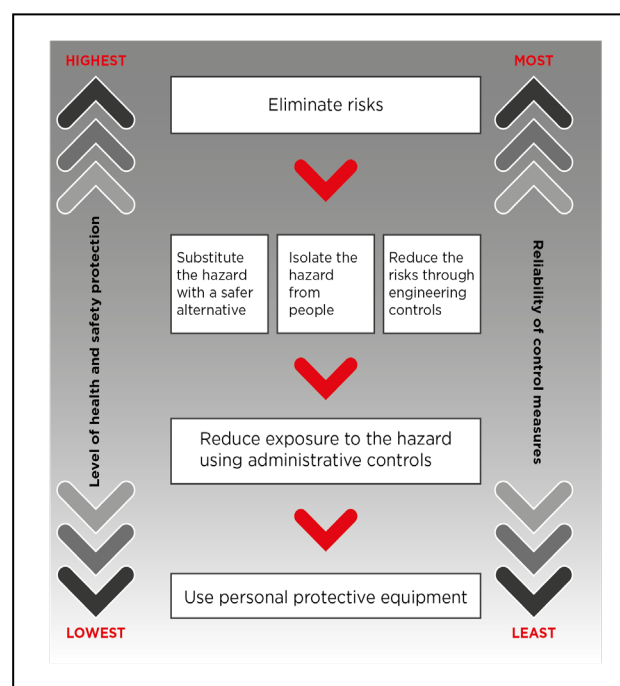 HIGHEST
MOST
Eliminate risks
Substitute
the hazard
with a safer
alternative
Isolate the
hazard
from
people
Reduce the
risks through
engineering
controls
Level of health and safety protection
Reliability of control measures
Reduce exposure to the hazard
using administrative controls
Use personal protective equipment
LOWEST
LEAST